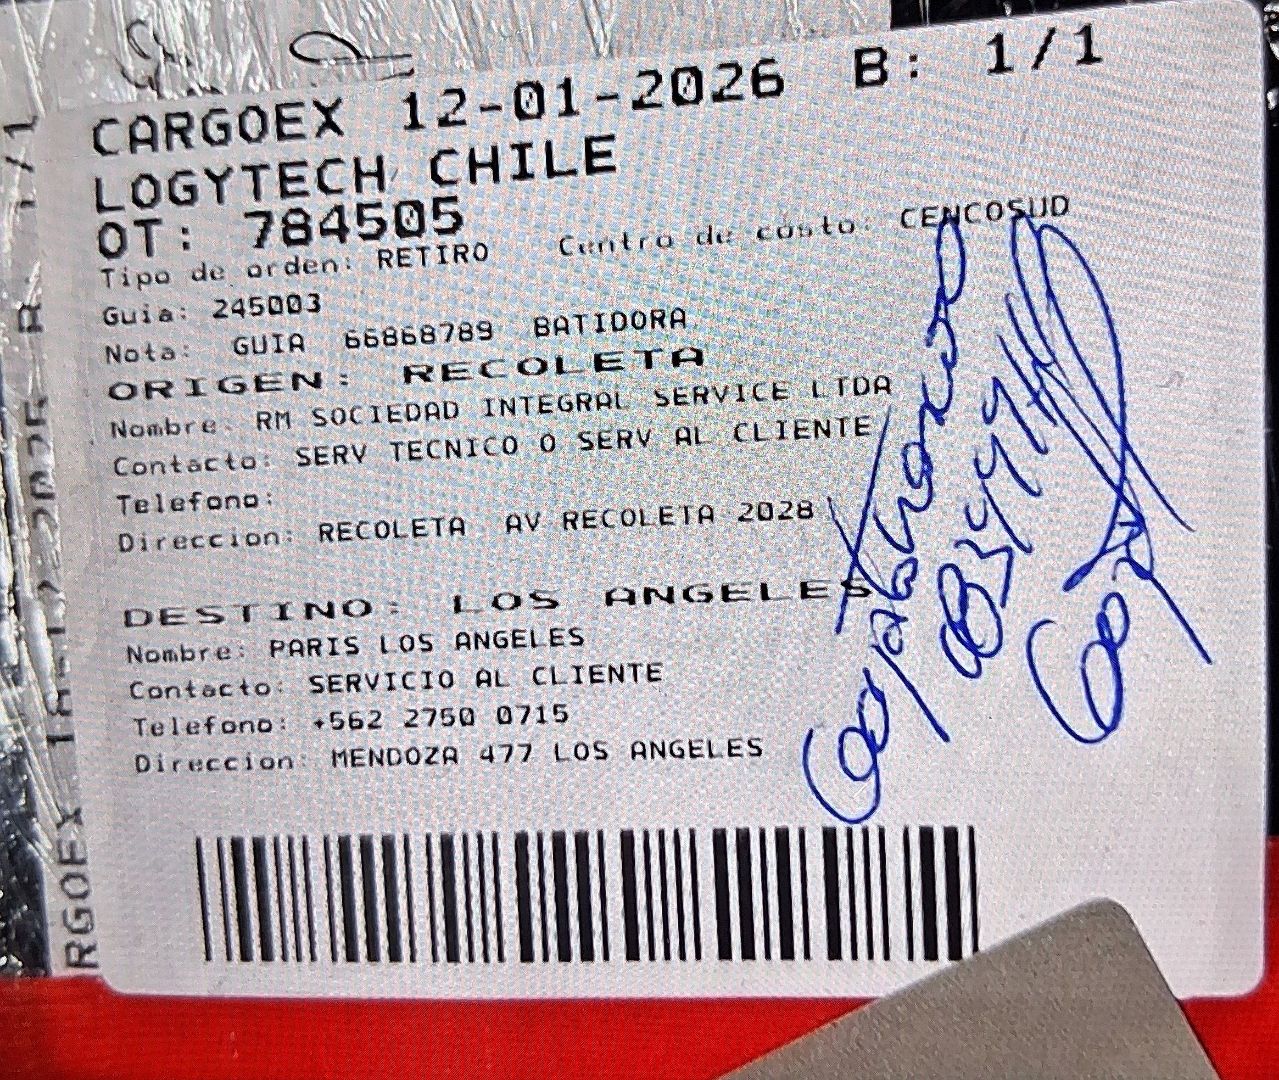 CARGOEX 12-01-2026 B: 1/1
LOGYTECH CHILE
OT: 784505
Tipo de orden: RETIRO Centro de costo: CENCOSUD
Guia: 245003
Nota: GUIA 66868789 BATIDORA
ORIGEN: RECOLETA
Nombre: RM SOCIEDAD INTEGRAL SERVICE LTDA
Contacto: SERV TECNICO O SERV AL CLIENTE
Telefono:
Direccion: RECOLETA AV RECOLETA 2028
DESTINO: LOS ANGELES
Nombre: PARIS LOS ANGELES
Contacto: SERVICIO AL CLIENTE
Telefono: +562 2750 0715
Direccion: MENDOZA 477 LOS ANGELES